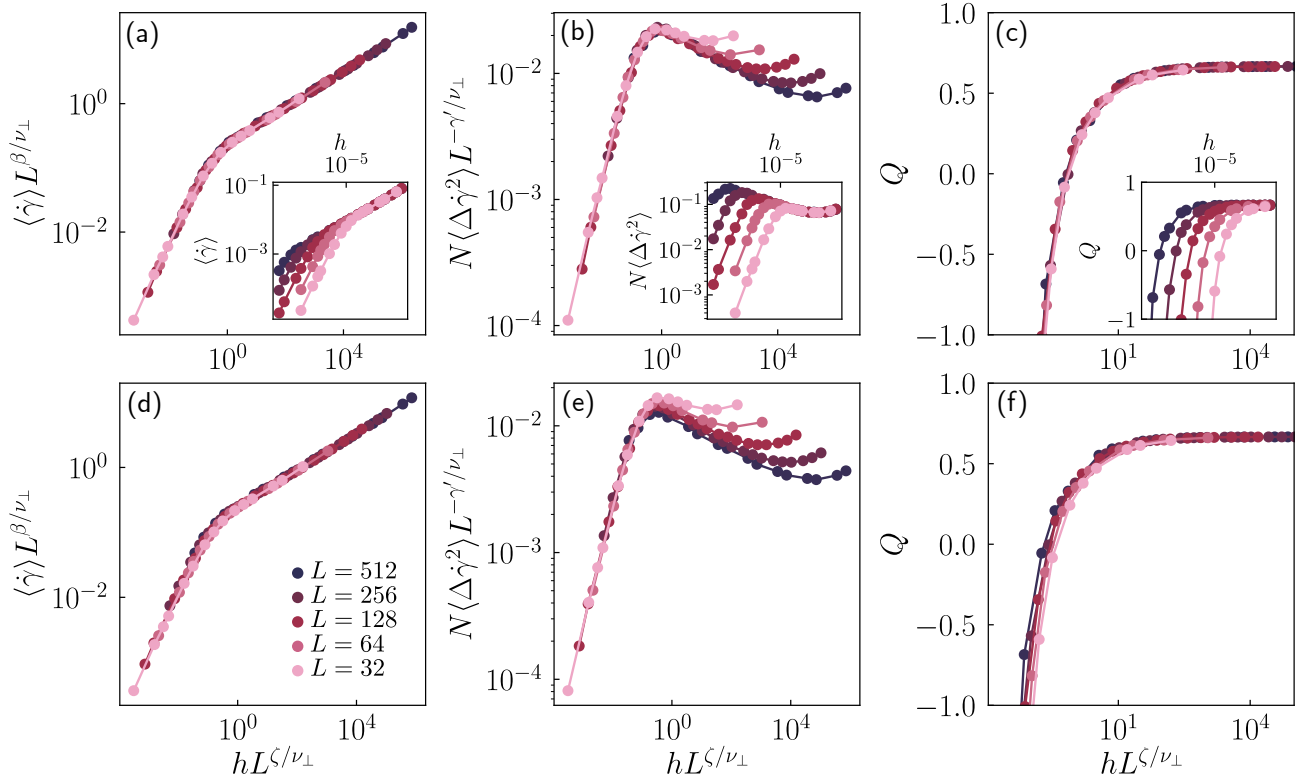 (a)
⟨γ̇⟩L^{β/ν⊥}
10^0
10^{-2}
10^0
10^4
h
10^{-5}
10^{-1}
10^{-3}
⟨γ̇⟩
(b)
N⟨Δγ̇²⟩L^{-γ′/ν⊥}
10^{-2}
10^{-3}
10^{-4}
10^0
10^4
h
10^{-5}
10^{-1}
10^{-2}
10^{-3}
N⟨Δγ̇²⟩
(c)
Q
1.0
0.5
0.0
−0.5
−1.0
10^1
10^4
h
10^{-5}
1
0
−1
Q
(d)
⟨γ̇⟩L^{β/ν⊥}
10^0
10^{-2}
L = 512
L = 256
L = 128
L = 64
L = 32
10^0
10^4
hL^{ζ/ν⊥}
(e)
N⟨Δγ̇²⟩L^{-γ′/ν⊥}
10^{-2}
10^{-3}
10^{-4}
10^0
10^4
hL^{ζ/ν⊥}
(f)
Q
1.0
0.5
0.0
−0.5
−1.0
10^1
10^4
hL^{ζ/ν⊥}